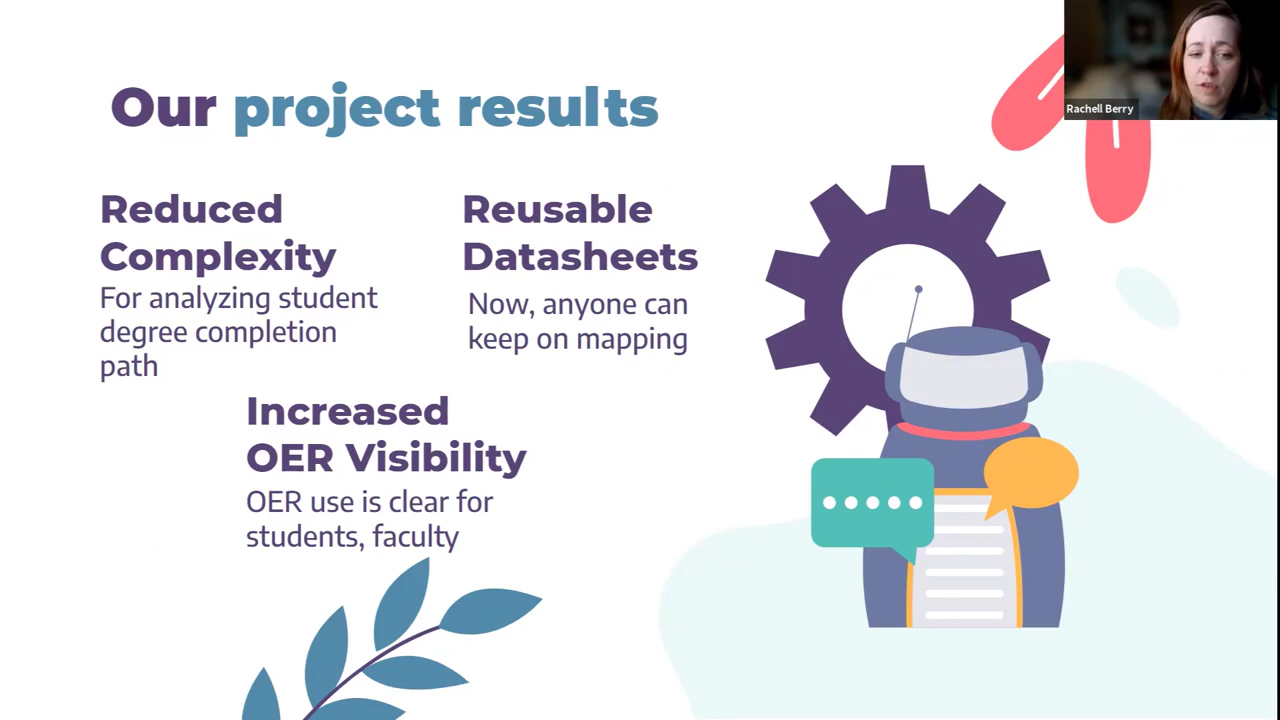 Our project results
Rachell Berry
Reduced
Complexity
For analyzing student
degree completion
path
Reusable
Datasheets
Now, anyone can
keep on mapping
Increased
OER Visibility
OER use is clear for
students, faculty